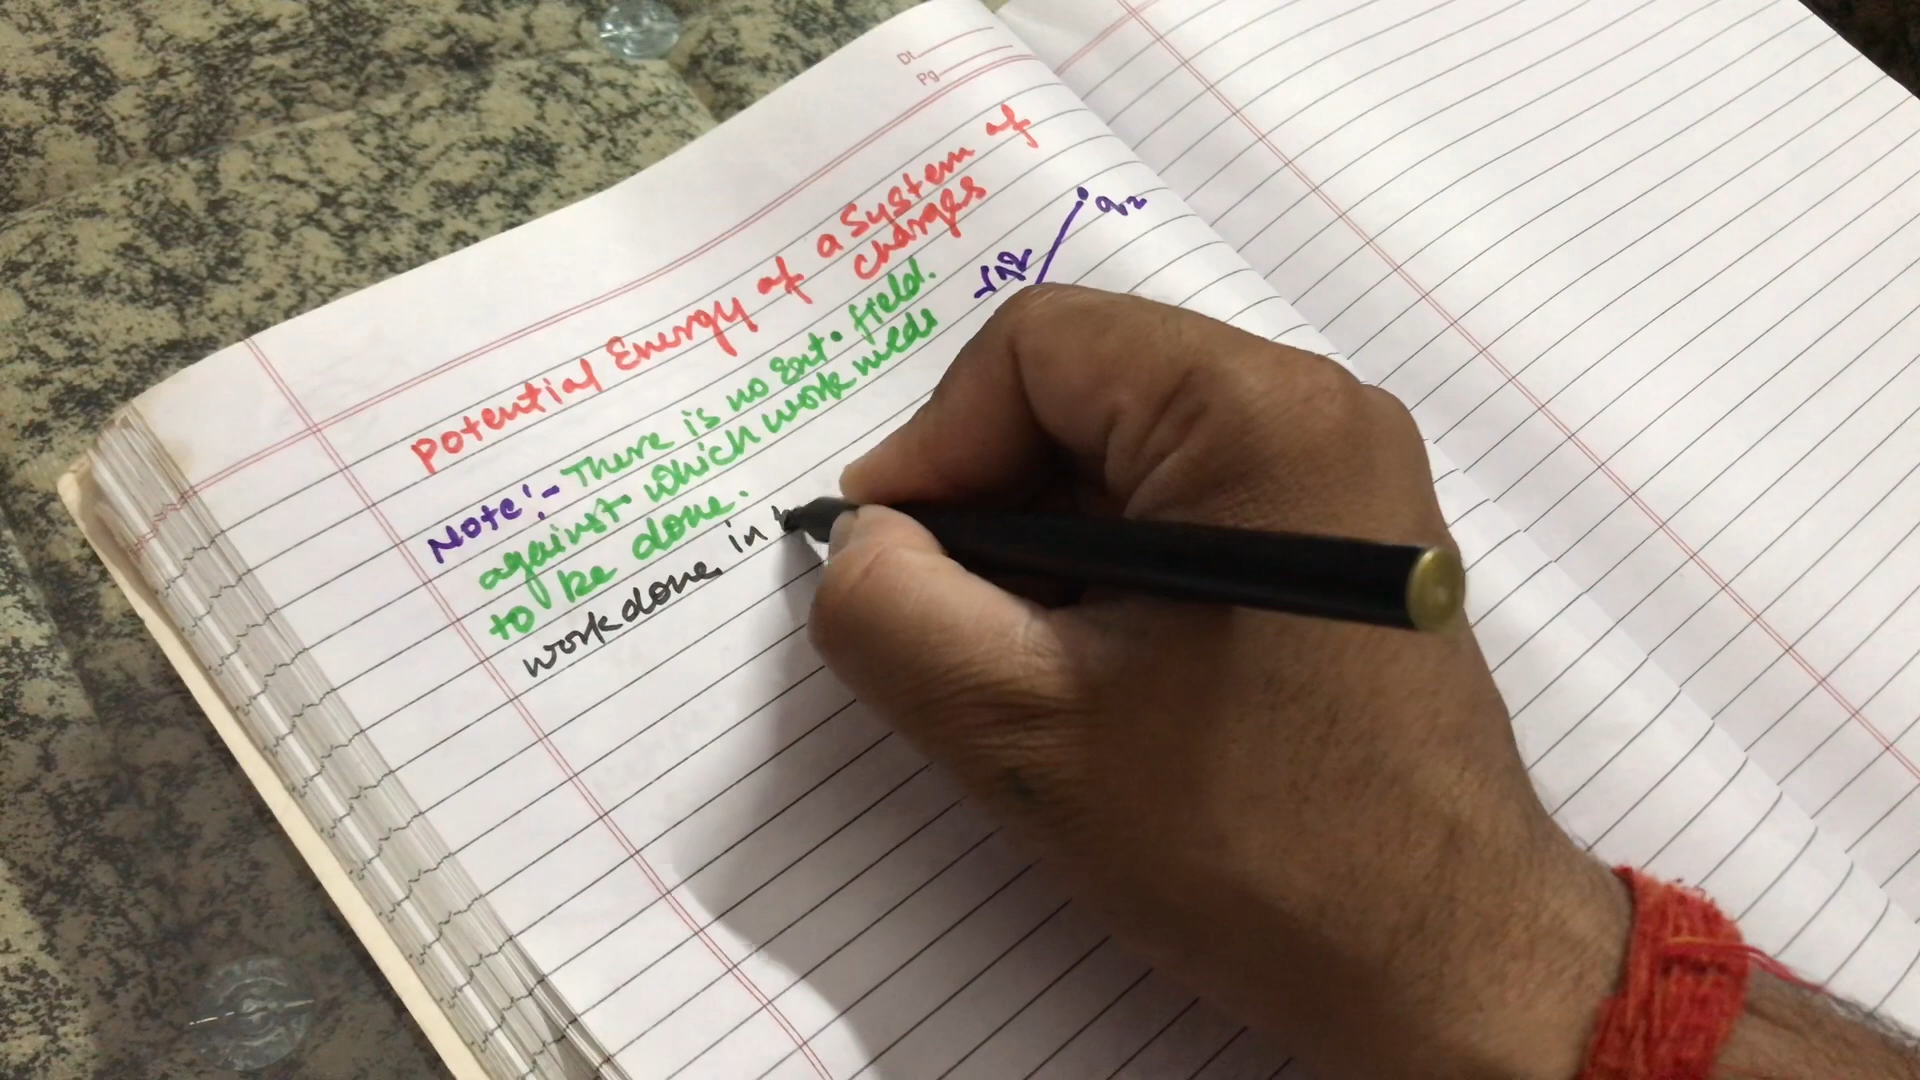 Dt
Pg
Potential Energy of a System of
charges
Note:- There is no Ext. field.
against which work needs
to be done.
work done in
q2
r12